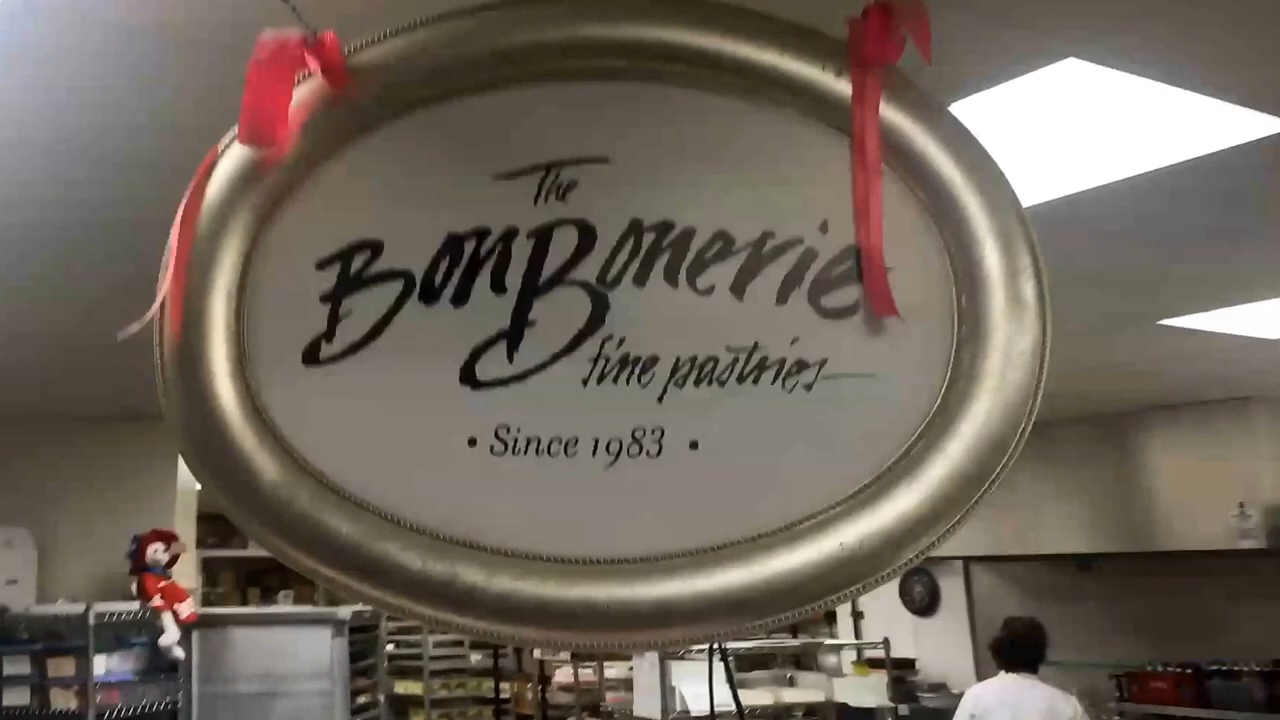 The
BonBonerie
fine pastries
• Since 1983 •